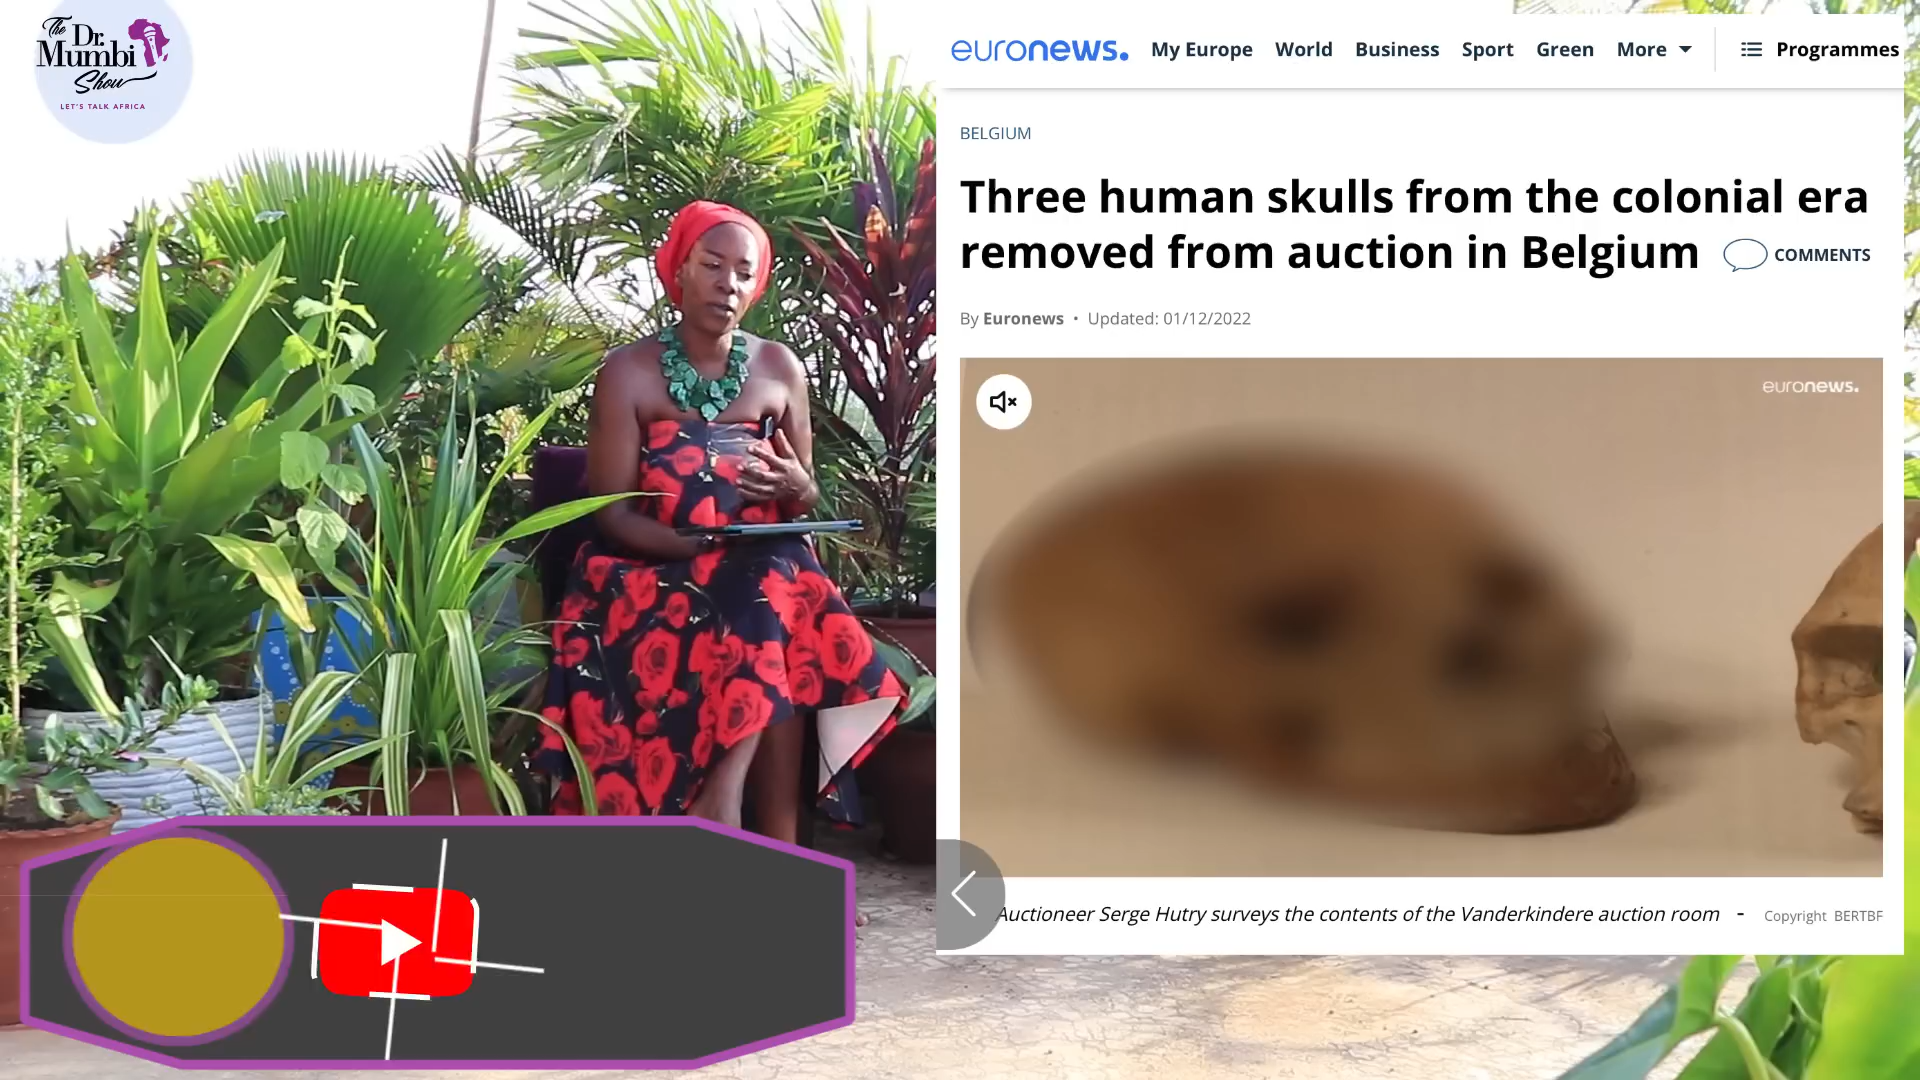 The
Dr.
Mumbi
Show
LET'S TALK AFRICA
euronews.
My Europe World Business Sport Green More Programmes
BELGIUM
Three human skulls from the colonial era
removed from auction in Belgium
COMMENTS
By Euronews • Updated: 01/12/2022
euronews.
Auctioneer Serge Hutry surveys the contents of the Vanderkindere auction room - Copyright BERTBF